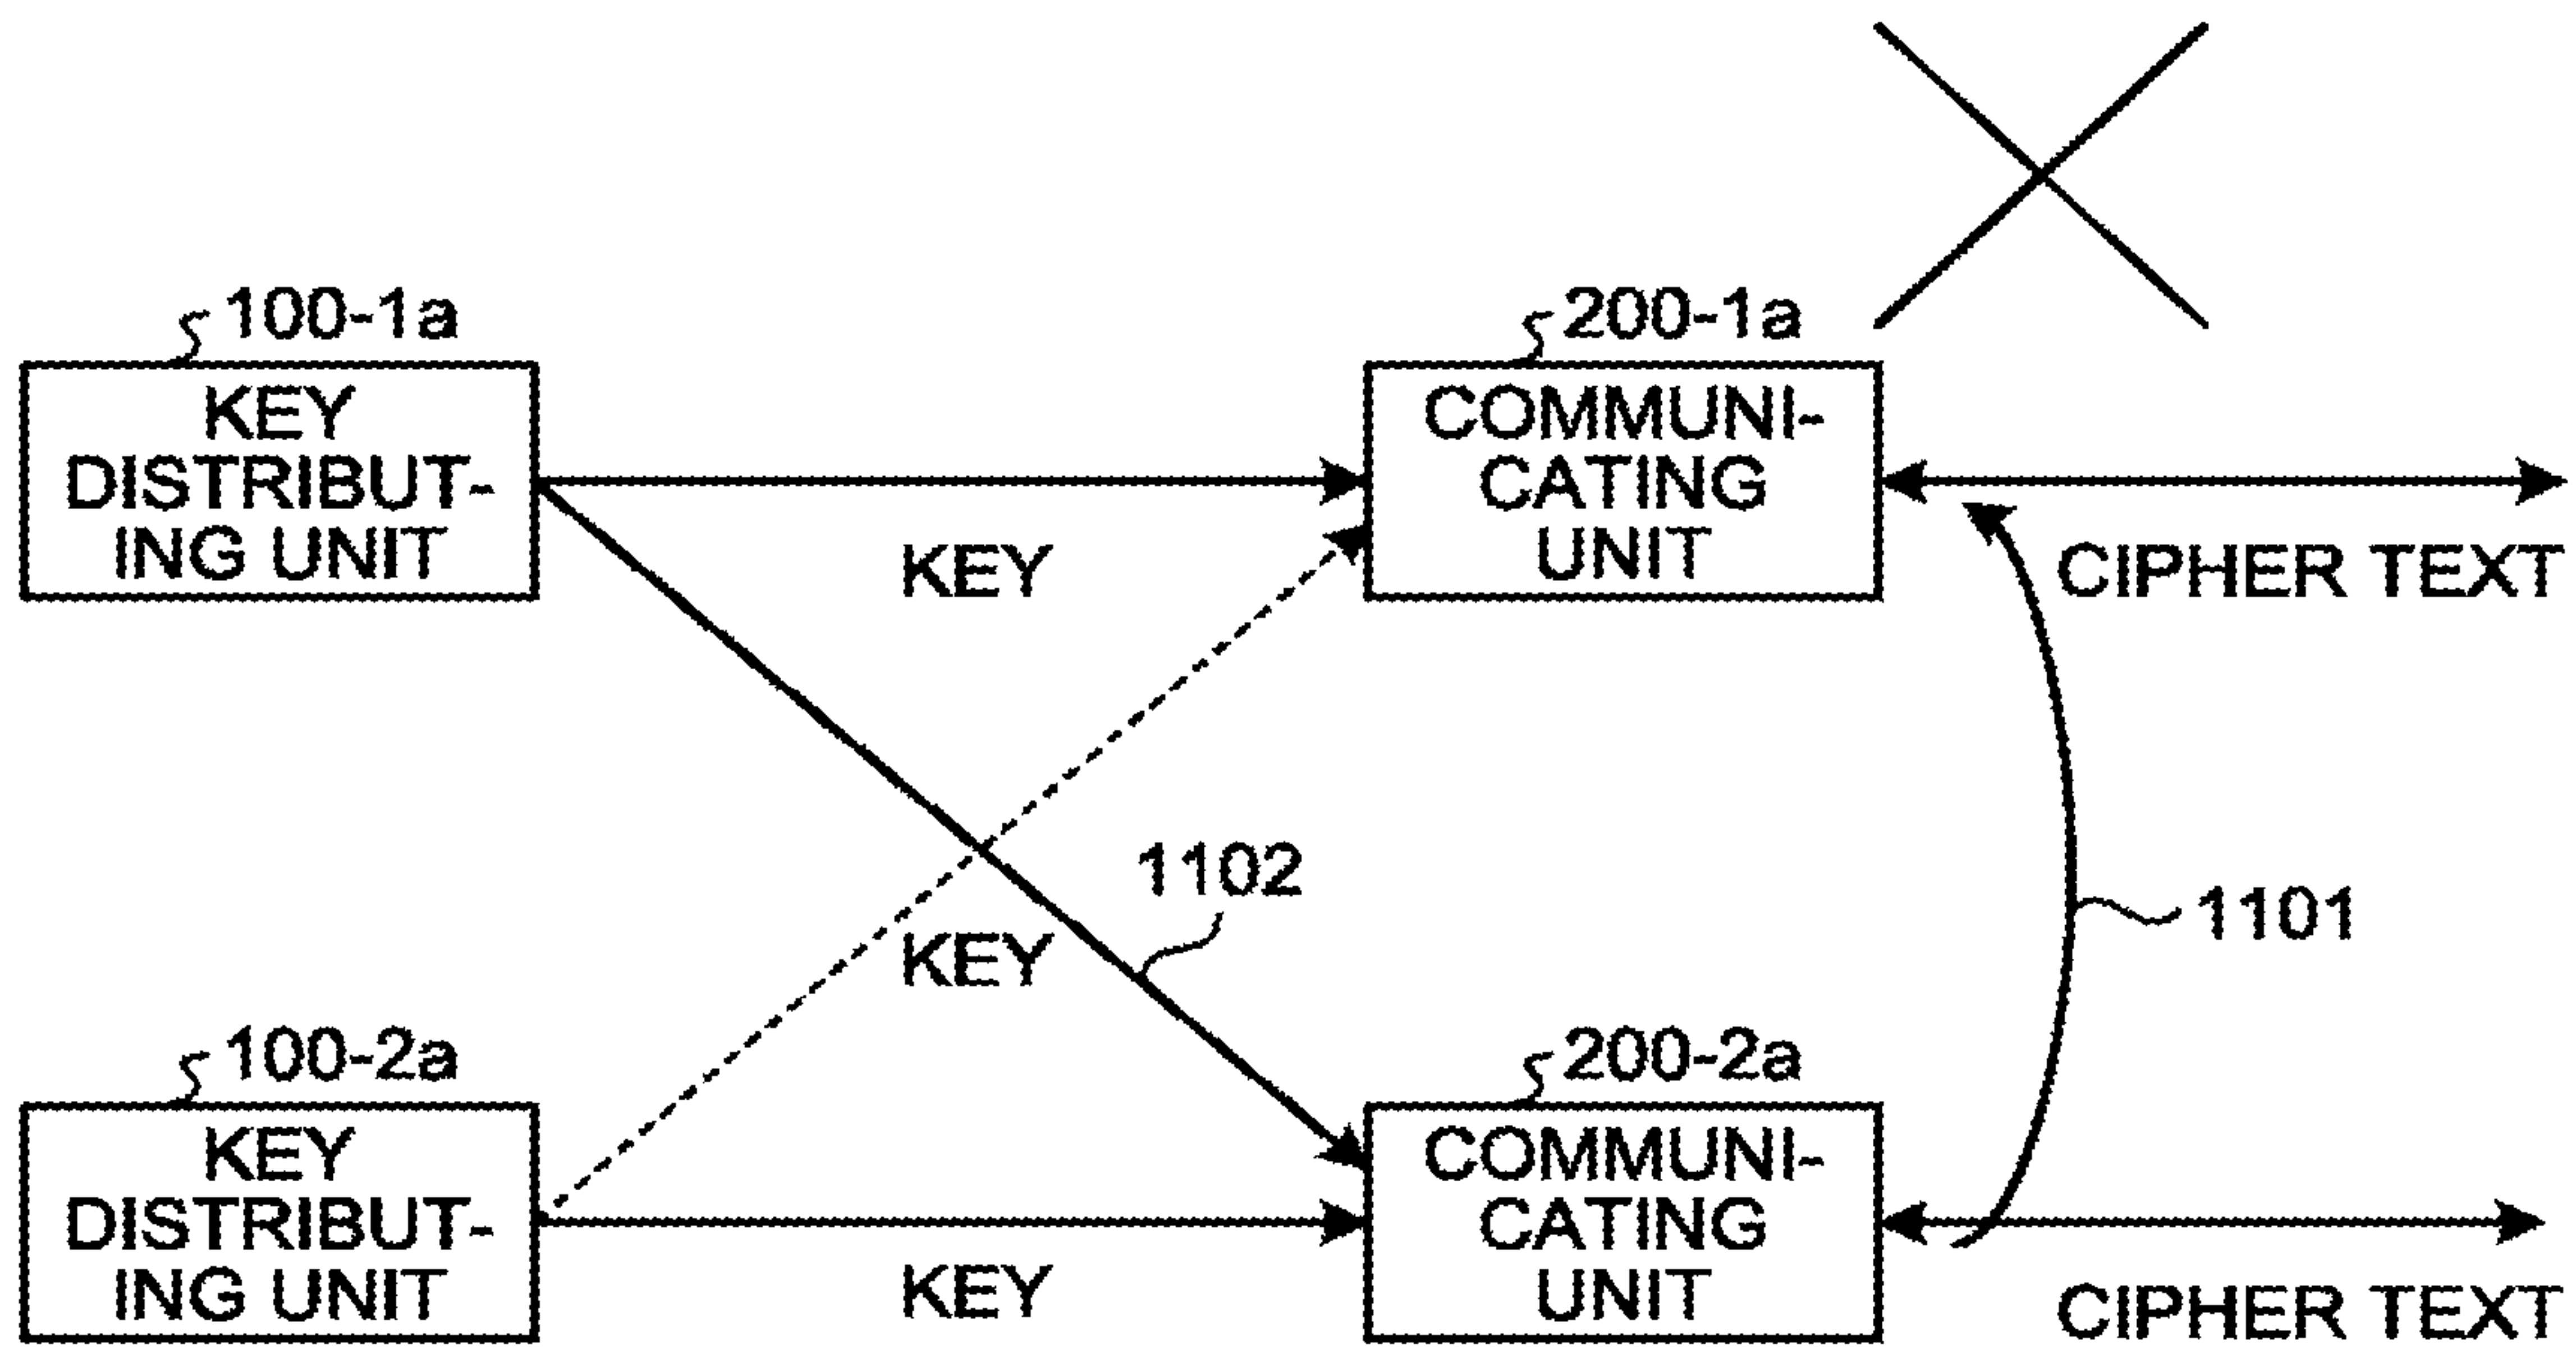 100-1a
KEY
DISTRIBUT-
ING UNIT
200-1a
COMMUNI-
CATING
UNIT
KEY
CIPHER TEXT
1102
KEY
1101
100-2a
KEY
DISTRIBUT-
ING UNIT
200-2a
COMMUNI-
CATING
UNIT
KEY
CIPHER TEXT